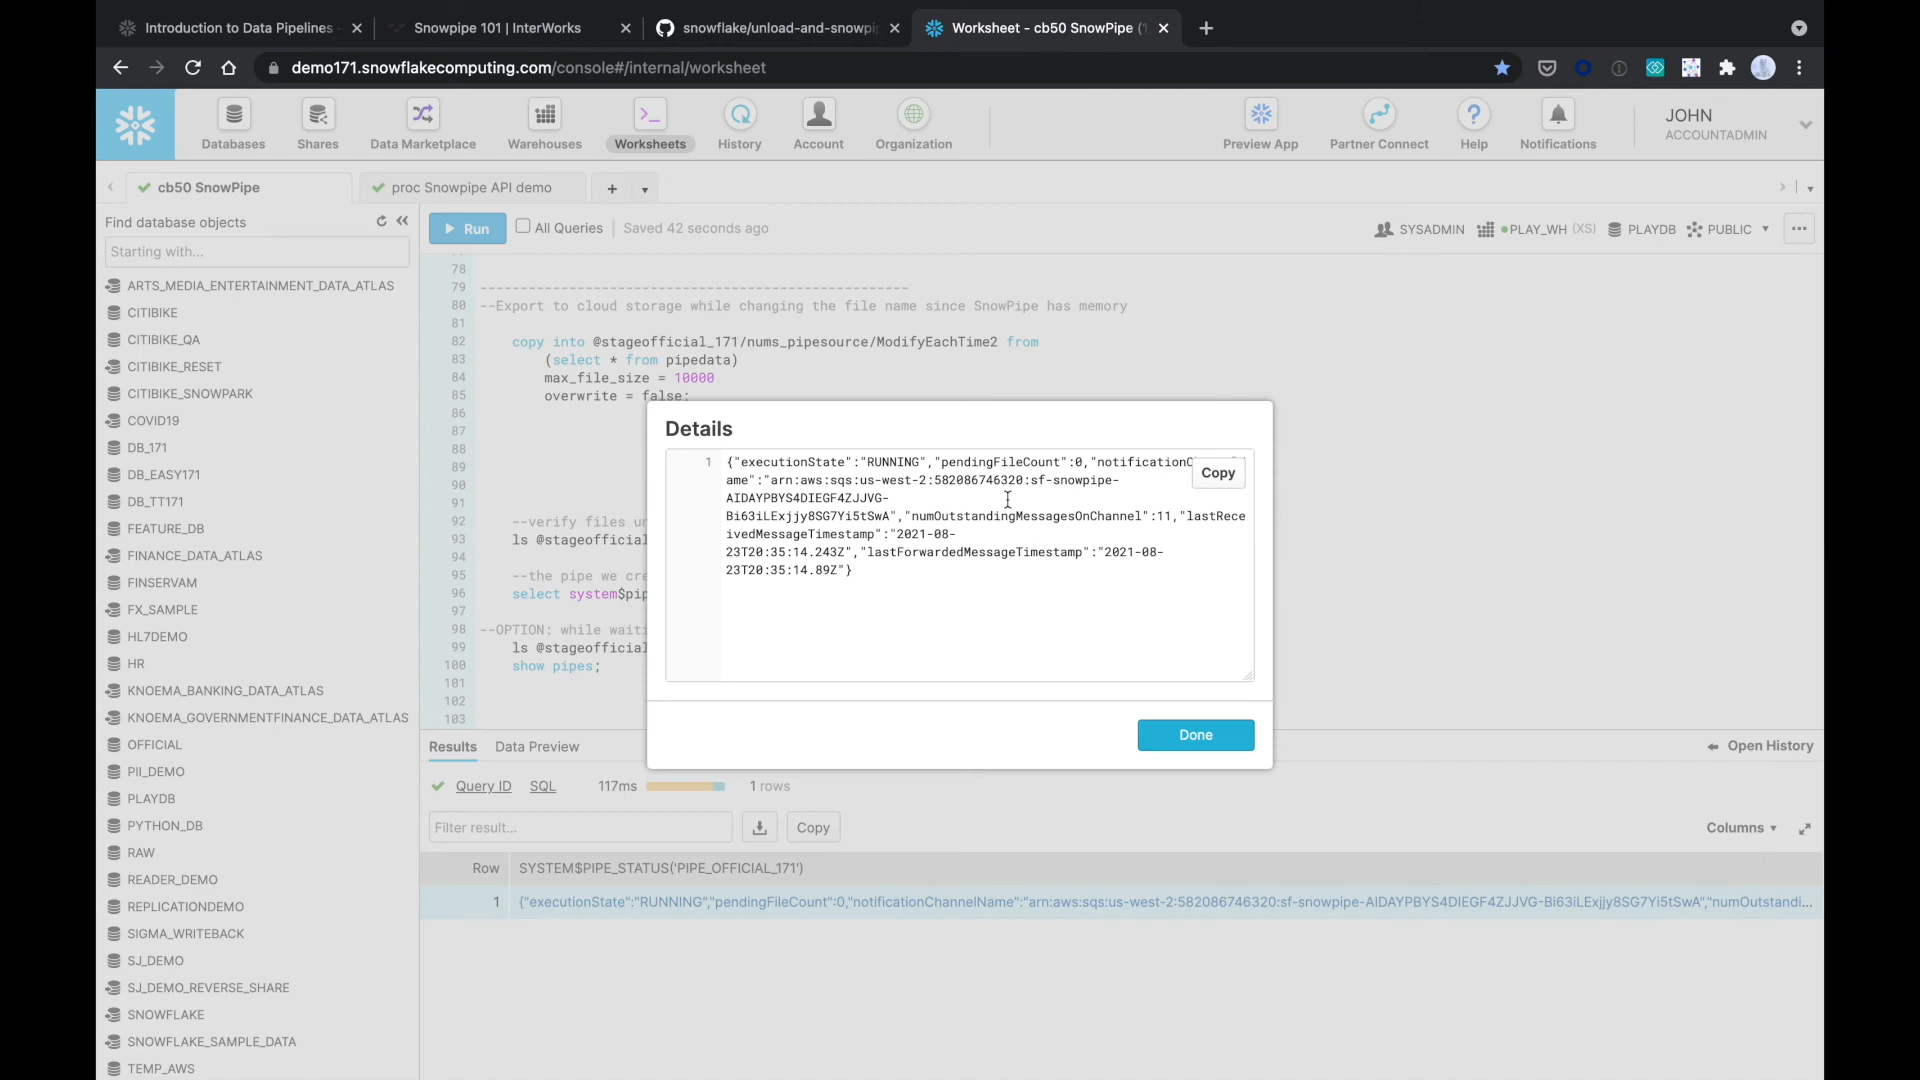 Introduction to Data Pipelines
Snowpipe 101 | InterWorks
snowflake/unload-and-snowpi
Worksheet - cb50 SnowPipe (1
demo171.snowflakecomputing.com/console#/internal/worksheet
Databases
Shares
Data Marketplace
Warehouses
Worksheets
History
Account
Organization
Preview App
Partner Connect
Help
Notifications
JOHN
ACCOUNTADMIN
cb50 SnowPipe
proc Snowpipe API demo
Find database objects
Starting with...
ARTS_MEDIA_ENTERTAINMENT_DATA_ATLAS
CITIBIKE
CITIBIKE_QA
CITIBIKE_RESET
CITIBIKE_SNOWPARK
COVID19
DB_171
DB_EASY171
DB_TT171
FEATURE_DB
FINANCE_DATA_ATLAS
FINSERVAM
FX_SAMPLE
HL7DEMO
HR
KNOEMA_BANKING_DATA_ATLAS
KNOEMA_GOVERNMENTFINANCE_DATA_ATLAS
OFFICIAL
PII_DEMO
PLAYDB
PYTHON_DB
RAW
READER_DEMO
REPLICATIONDEMO
SIGMA_WRITEBACK
SJ_DEMO
SJ_DEMO_REVERSE_SHARE
SNOWFLAKE
SNOWFLAKE_SAMPLE_DATA
TEMP_AWS
Run
All Queries
Saved 42 seconds ago
SYSADMIN
PLAY_WH (XS)
PLAYDB
PUBLIC
78
79 -----------------------------------------------------
80 --Export to cloud storage while changing the file name since SnowPipe has memory
81
82 copy into @stageofficial_171/nums_pipesource/ModifyEachTime2 from
83 (select * from pipedata)
84 max_file_size = 10000
85 overwrite = false;
86
87
88
89
90
91
92 --verify files un
93 ls @stageofficial
94
95 --the pipe we cre
96 select system$pip
97
98 --OPTION: while waiti
99 ls @stageofficial
100 show pipes;
101
102
103
Details
1 {"executionState":"RUNNING","pendingFileCount":0,"notificationC
ame":"arn:aws:sqs:us-west-2:582086746320:sf-snowpipe-
AIDAYPBYS4DIEGF4ZJJVG-
Bi63iLExjjy8SG7Yi5tSwA","numOutstandingMessagesOnChannel":11,"lastRece
ivedMessageTimestamp":"2021-08-
23T20:35:14.243Z","lastForwardedMessageTimestamp":"2021-08-
23T20:35:14.89Z"}
Copy
Done
Results
Data Preview
Open History
Query ID
SQL
117ms
1 rows
Filter result...
Copy
Columns
Row
SYSTEM$PIPE_STATUS('PIPE_OFFICIAL_171')
1 {"executionState":"RUNNING","pendingFileCount":0,"notificationChannelName":"arn:aws:sqs:us-west-2:582086746320:sf-snowpipe-AIDAYPBYS4DIEGF4ZJJVG-Bi63iLExjjy8SG7Yi5tSwA","numOutstandi...